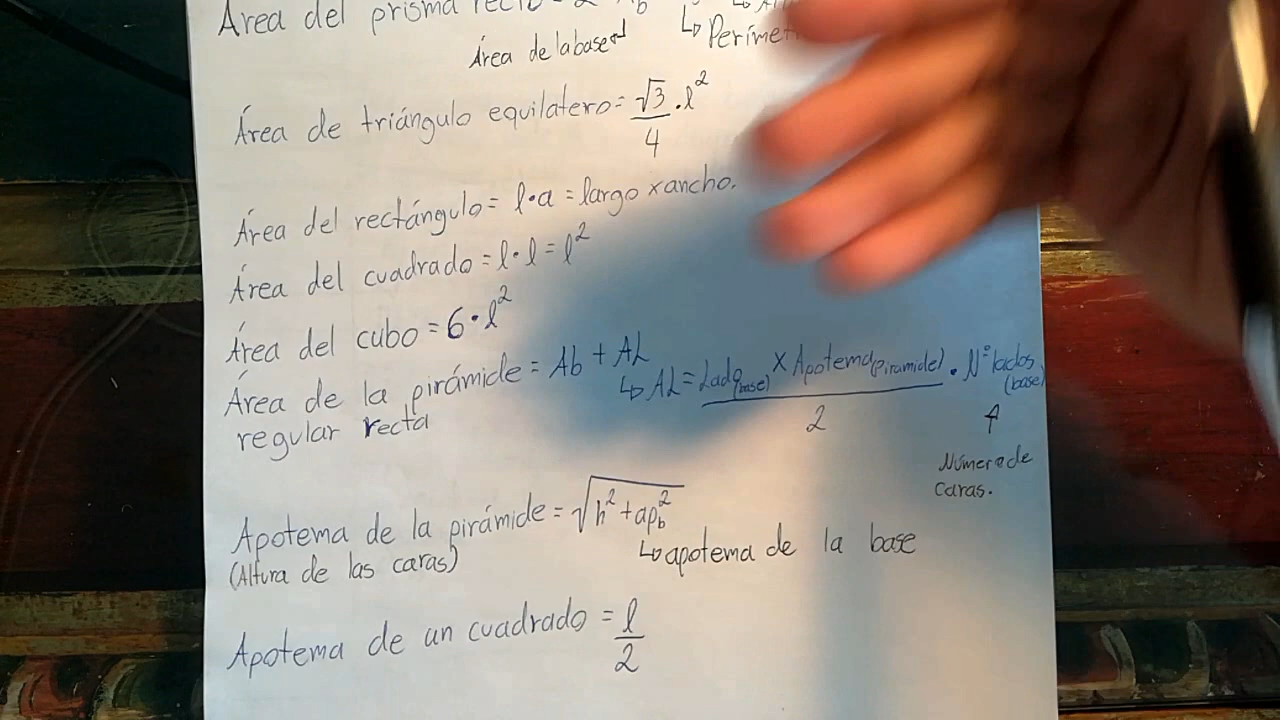 Área del prisma
Área de la base
↳ Períme
Área de triángulo equilatero = √3/4 · l²
Área del rectángulo = l · a = largo x ancho.
Área del cuadrado = l · l = l²
Área del cubo = 6 · l²
Área de la pirámide = Ab + AL
regular recta
↳ AL = Lado(base) x Apotema(piramide) / 2 · N° lados (base)
4
Número de
caras.
Apotema de la pirámide = √h² + apb²
(Altura de las caras)
↳ apotema de la base
Apotema de un cuadrado = l/2